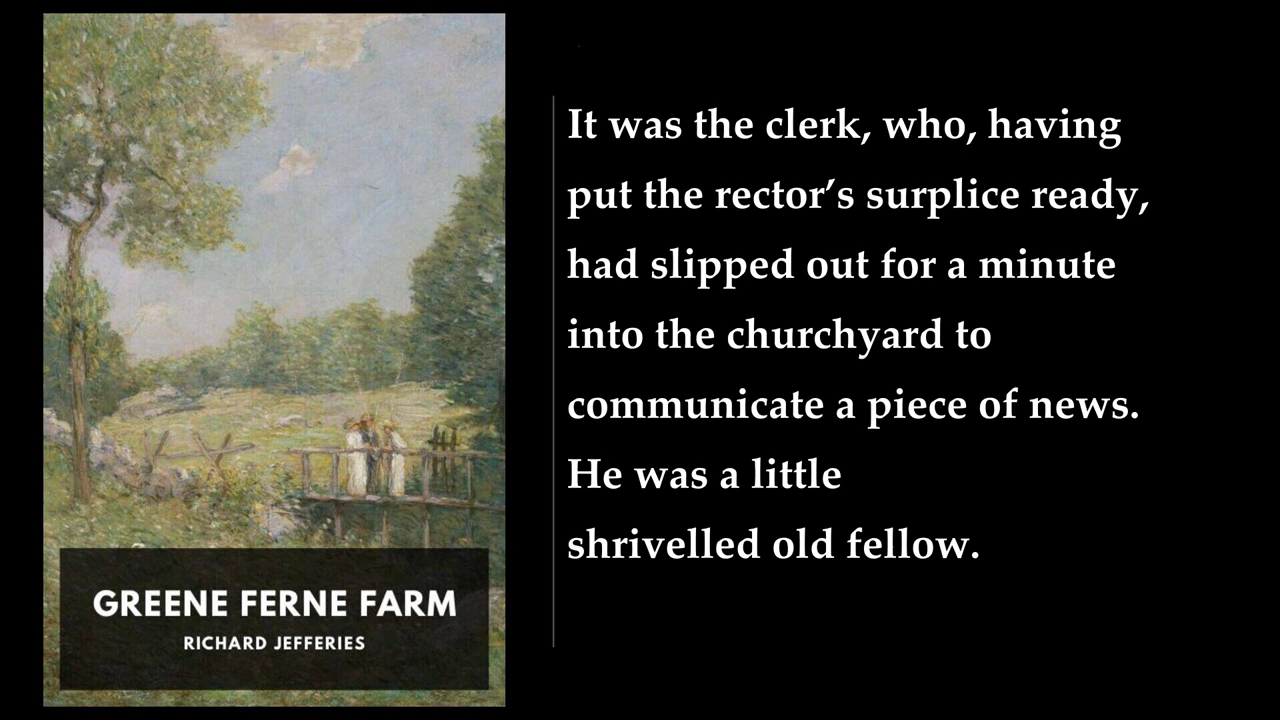 GREENE FERNE FARM
RICHARD JEFFERIES
It was the clerk, who, having
put the rector’s surplice ready,
had slipped out for a minute
into the churchyard to
communicate a piece of news.
He was a little
shrivelled old fellow.